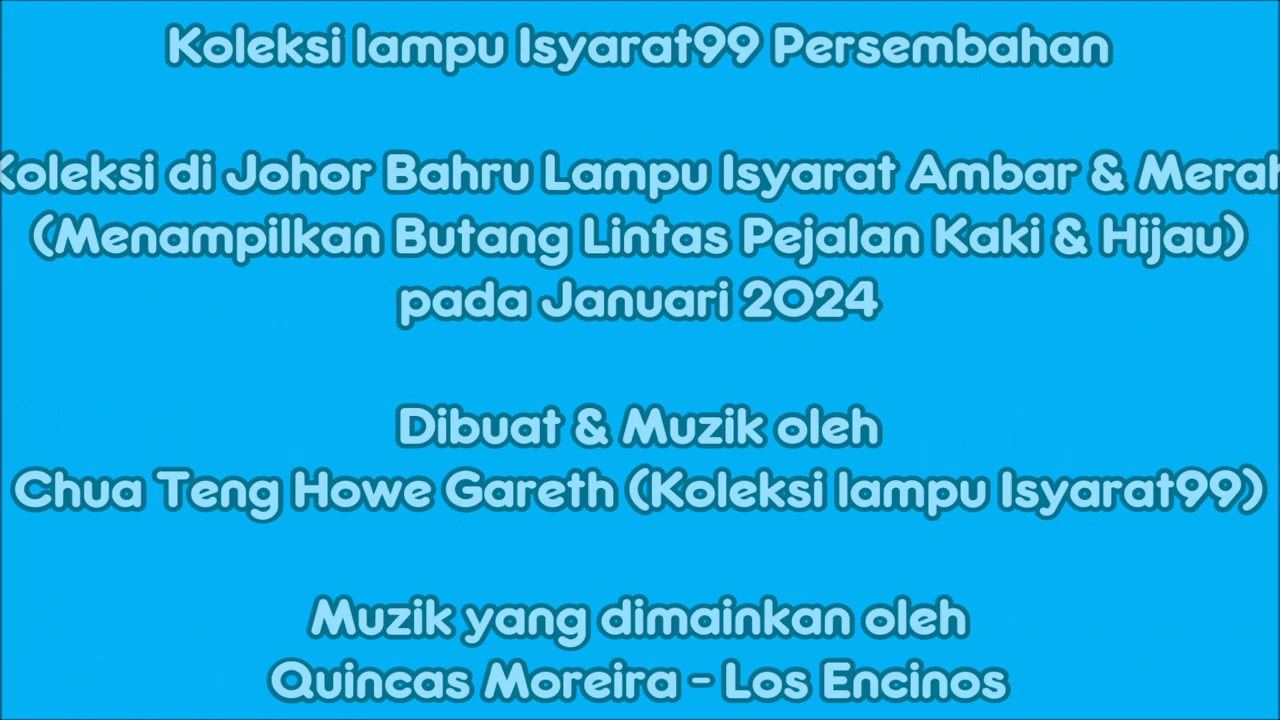 Koleksi lampu Isyarat99 Persembahan
Koleksi di Johor Bahru Lampu Isyarat Ambar & Merah
(Menampilkan Butang Lintas Pejalan Kaki & Hijau)
pada Januari 2024
Dibuat & Muzik oleh
Chua Teng Howe Gareth (Koleksi lampu Isyarat99)
Muzik yang dimainkan oleh
Quincas Moreira - Los Encinos